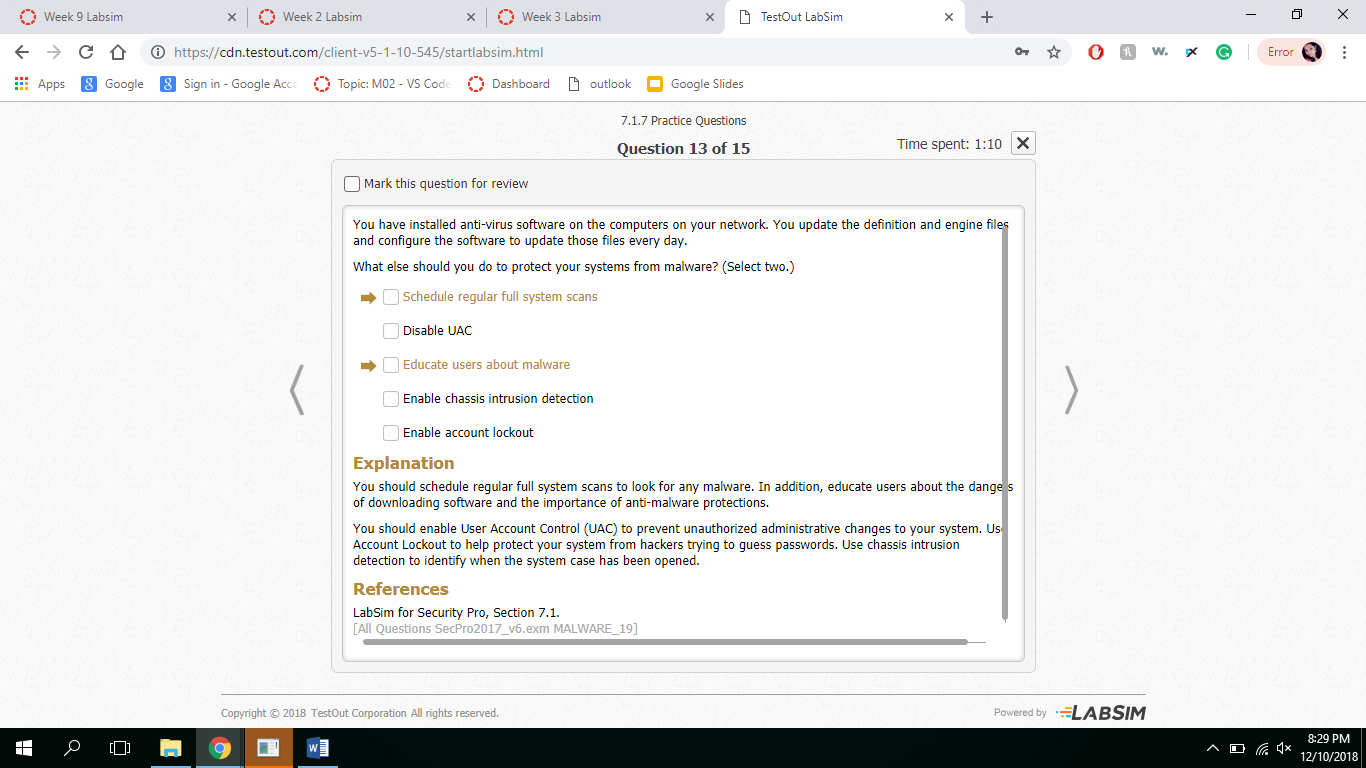 Week 9 Labsim
Week 2 Labsim
Week 3 Labsim
TestOut LabSim
https://cdn.testout.com/client-v5-1-10-545/startlabsim.html
Error
Apps
Google
Sign in - Google Acc
Topic: M02 - VS Code
Dashboard
outlook
Google Slides
7.1.7 Practice Questions
Question 13 of 15
Time spent: 1:10
Mark this question for review
You have installed anti-virus software on the computers on your network. You update the definition and engine files
and configure the software to update those files every day.
What else should you do to protect your systems from malware? (Select two.)
Schedule regular full system scans
Disable UAC
Educate users about malware
Enable chassis intrusion detection
Enable account lockout
Explanation
You should schedule regular full system scans to look for any malware. In addition, educate users about the dangers
of downloading software and the importance of anti-malware protections.
You should enable User Account Control (UAC) to prevent unauthorized administrative changes to your system. Use
Account Lockout to help protect your system from hackers trying to guess passwords. Use chassis intrusion
detection to identify when the system case has been opened.
References
LabSim for Security Pro, Section 7.1.
[All Questions SecPro2017_v6.exm MALWARE_19]
Copyright © 2018 TestOut Corporation All rights reserved.
Powered by LABSIM
8:29 PM
12/10/2018